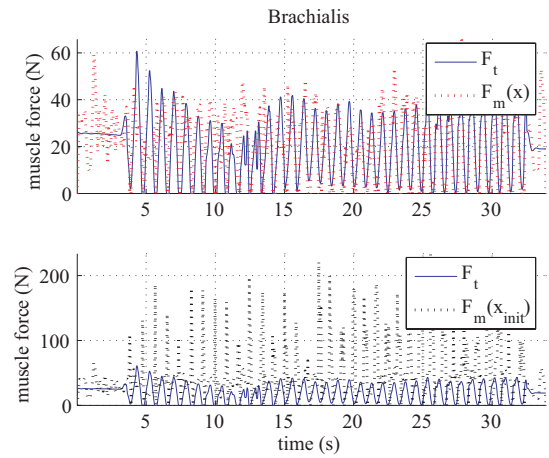 Brachialis
muscle force (N)
60
40
20
0
F_t
F_m(x)
5 10 15 20 25 30
muscle force (N)
200
100
0
F_t
F_m(x_init)
5 10 15 20 25 30
time (s)